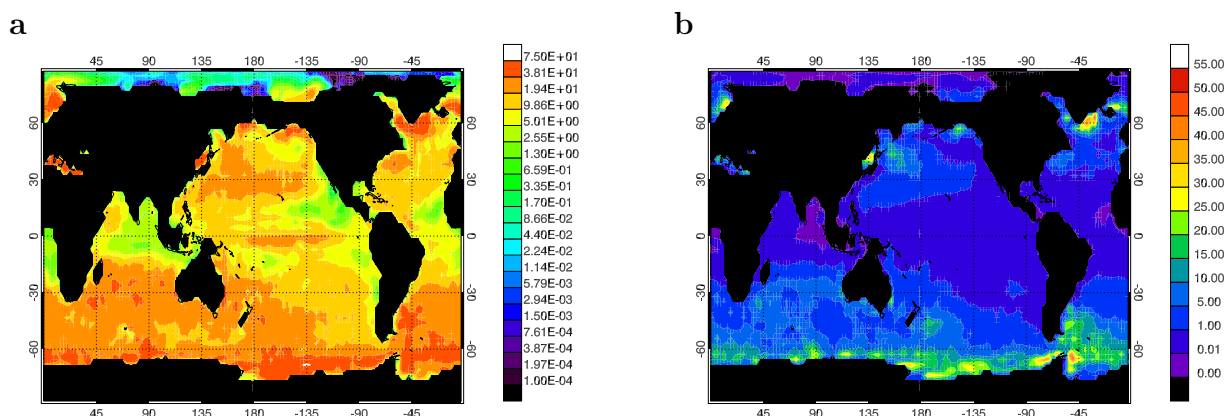 a
b
45 90 135 180 -135 -90 -45
60
30
0
-30
-60
45 90 135 180 -135 -90 -45
7.50E+01
3.81E+01
1.94E+01
9.86E+00
5.01E+00
2.55E+00
1.30E+00
6.59E-01
3.35E-01
1.70E-01
8.66E-02
4.40E-02
2.24E-02
1.14E-02
5.79E-03
2.94E-03
1.50E-03
7.61E-04
3.87E-04
1.97E-04
1.00E-04
45 90 135 180 -135 -90 -45
60
30
0
-30
-60
45 90 135 180 -135 -90 -45
55.00
50.00
45.00
40.00
35.00
30.00
25.00
20.00
15.00
10.00
5.00
1.00
0.01
0.00